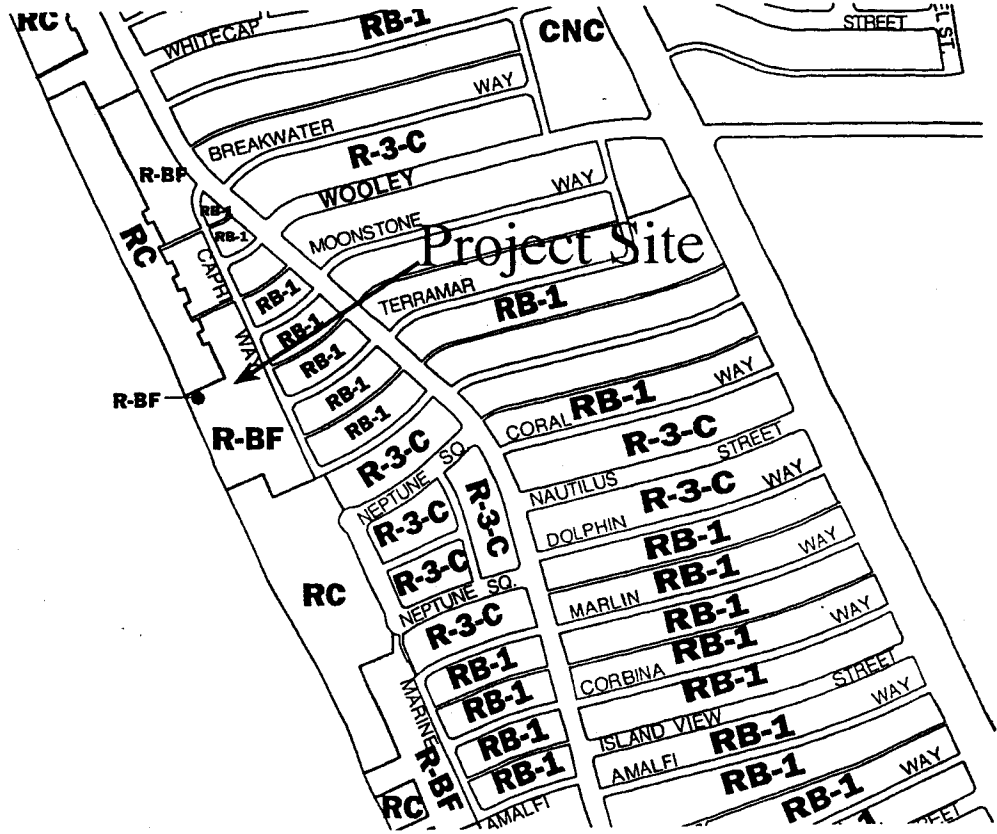 RC
WHITECAP
RB-1
CNC
STREET
EL ST.
WAY
BREAKWATER
R-3-C
R-BF
WOOLEY
WAY
RB-1
RB-1
MOONSTONE
Project Site
RC
CAPRI
WAY
TERRAMAR
RB-1
RB-1
RB-1
RB-1
RB-1
RB-1
R-BF
R-BF
WAY
RB-1
CORAL
R-3-C
STREET
R-3-C
NEPTUNE SQ.
NAUTILUS
R-3-C
WAY
R-3-C
R-3-C
DOLPHIN
RB-1
WAY
R-3-C
RB-1
RC
NEPTUNE SQ.
MARLIN
RB-1
WAY
R-3-C
RB-1
RB-1
CORBINA
RB-1
STREET
MARINE
RB-1
ISLAND VIEW
WAY
RB-1
RB-1
AMALFI
RB-1
WAY
R-BF
RB-1
RB-1
RC
AMALFI